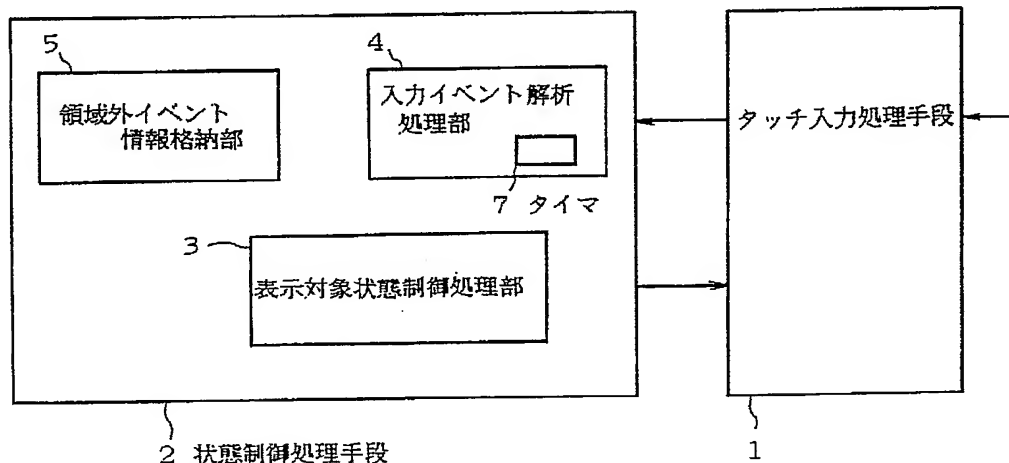 5
領域外イベント
情報格納部
4
入力イベント解析
処理部
7 タイマ
タッチ入力処理手段
3
表示対象状態制御処理部
2 状態制御処理手段
1